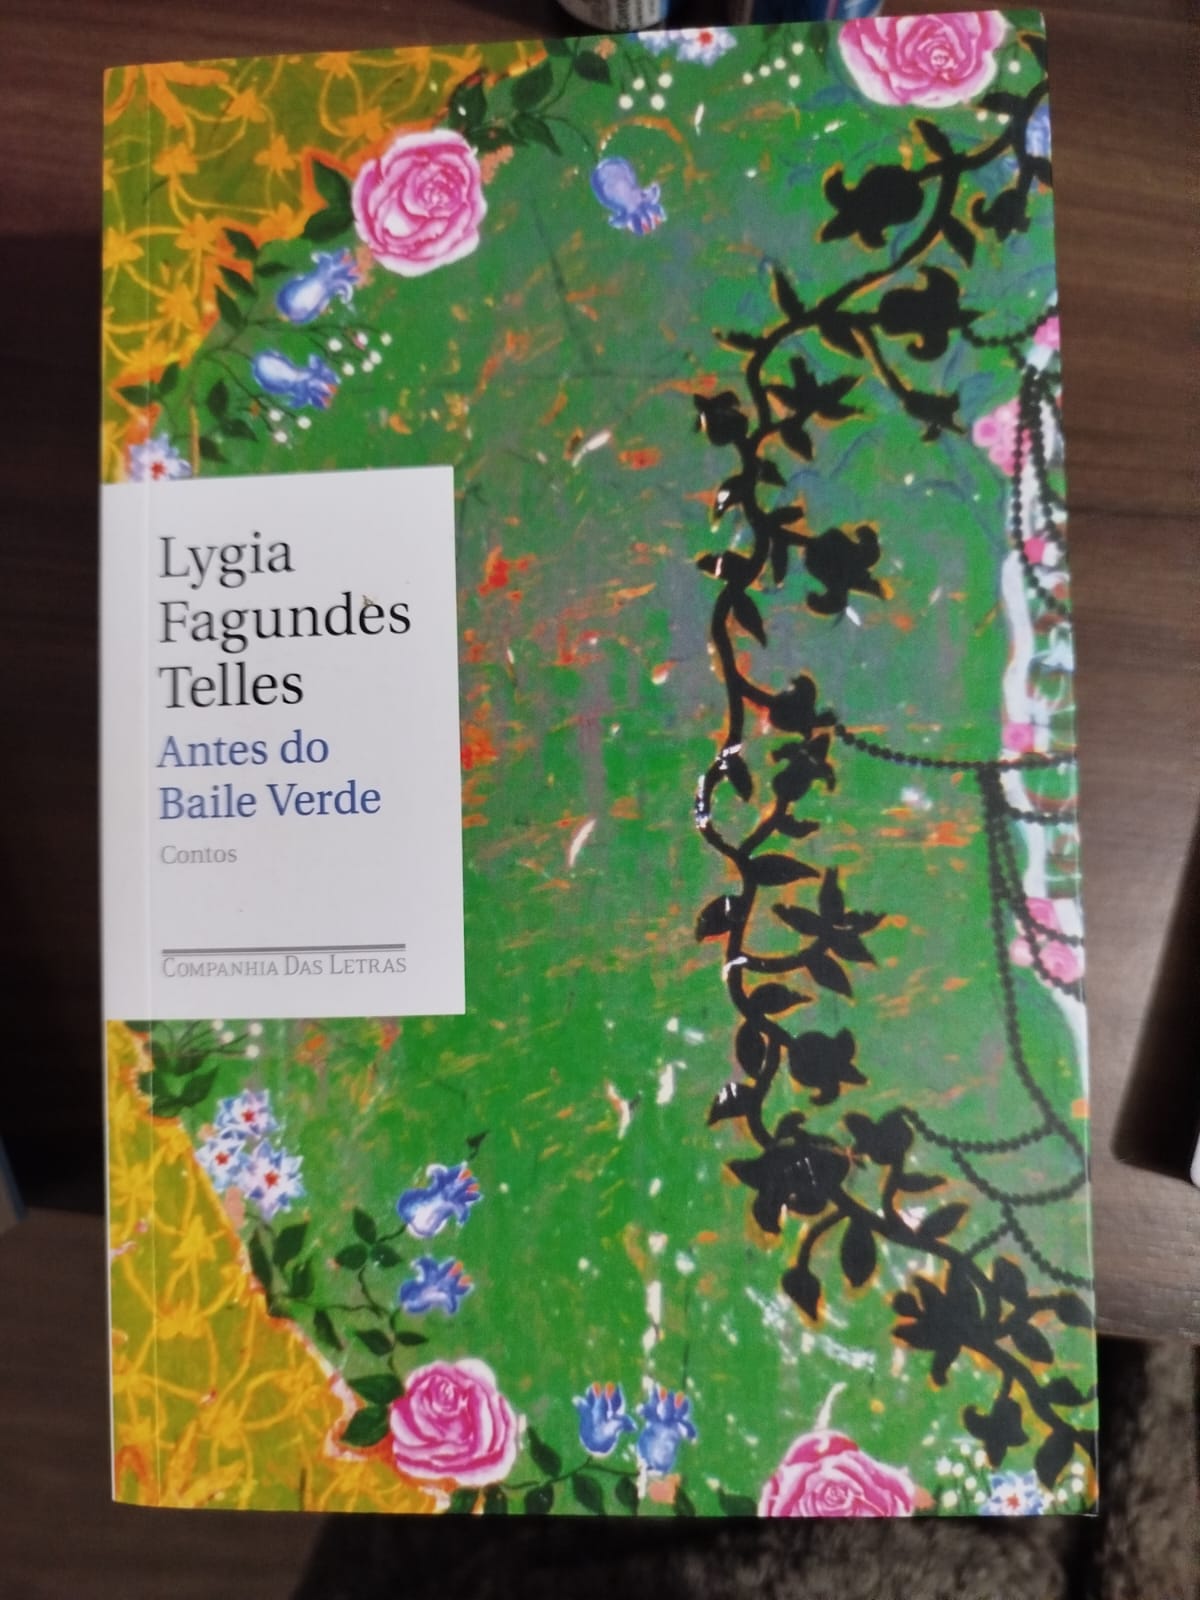 Lygia
Fagundes
Telles
Antes do
Baile Verde
Contos
COMPANHIA DAS LETRAS